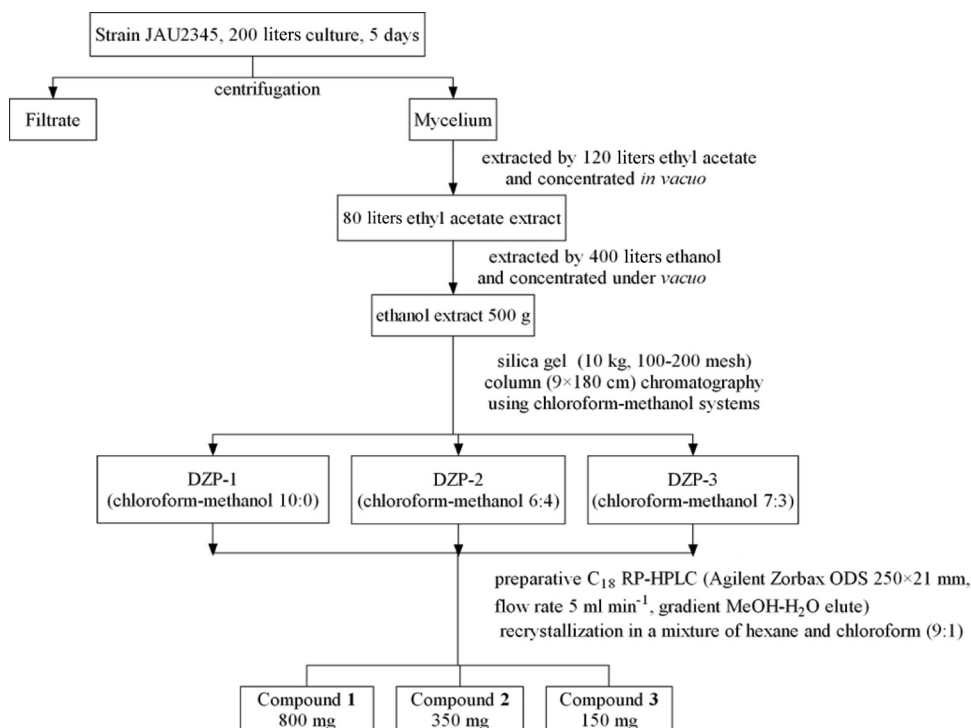 Strain JAU2345, 200 liters culture, 5 days
centrifugation
Filtrate
Mycelium
extracted by 120 liters ethyl acetate
and concentrated in vacuo
80 liters ethyl acetate extract
extracted by 400 liters ethanol
and concentrated under vacuo
ethanol extract 500 g
silica gel (10 kg, 100-200 mesh)
column (9×180 cm) chromatography
using chloroform-methanol systems
DZP-1
(chloroform-methanol 10:0)
DZP-2
(chloroform-methanol 6:4)
DZP-3
(chloroform-methanol 7:3)
preparative C₁₈ RP-HPLC (Agilent Zorbax ODS 250×21 mm,
flow rate 5 ml min⁻¹, gradient MeOH-H₂O elute)
recrystallization in a mixture of hexane and chloroform (9:1)
Compound 1
800 mg
Compound 2
350 mg
Compound 3
150 mg